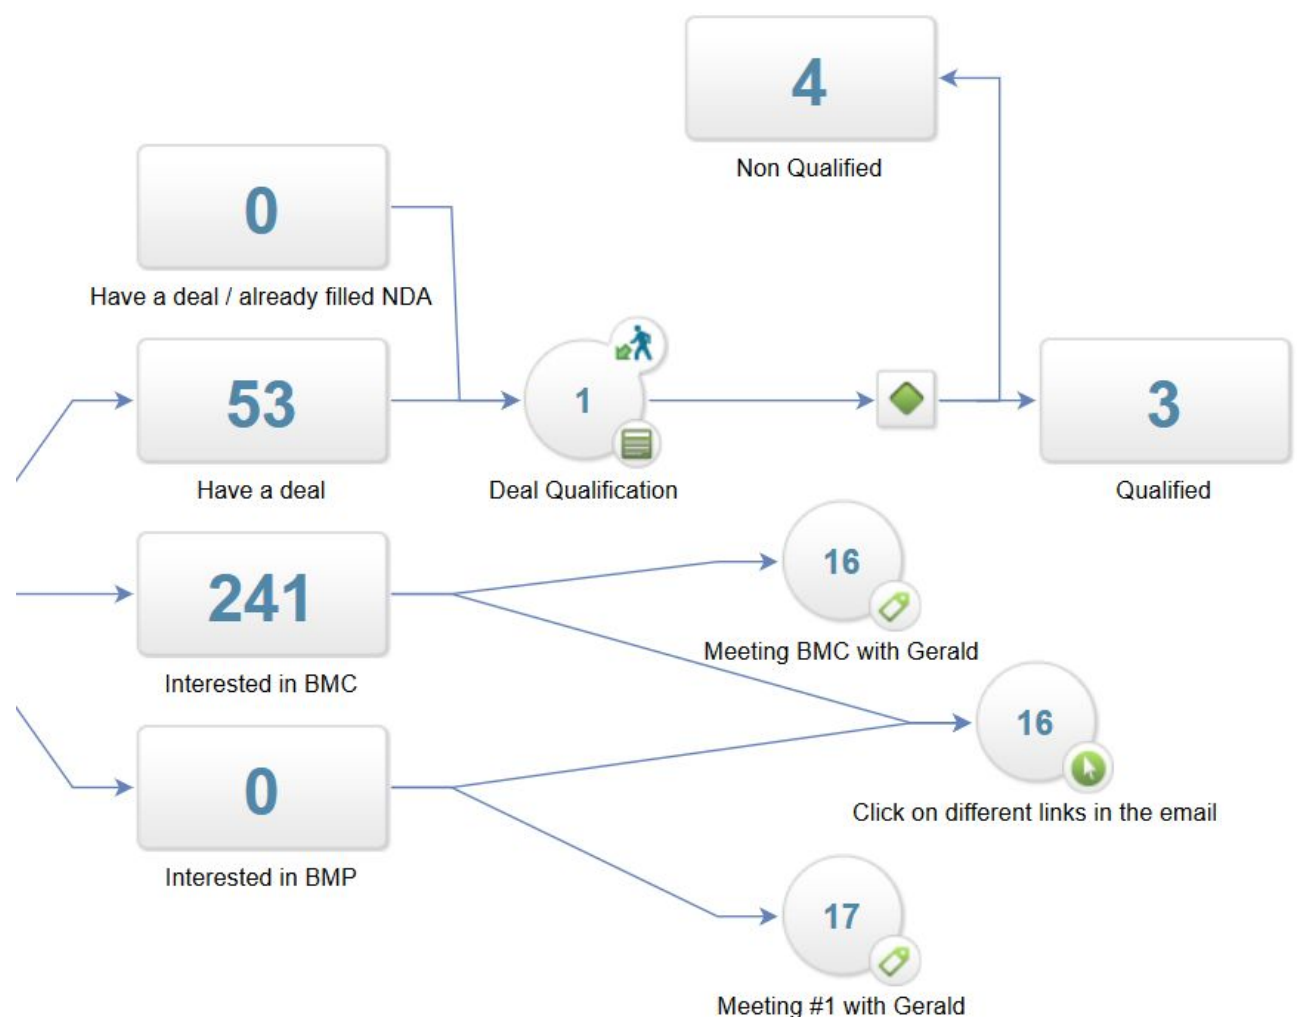 4
Non Qualified
0
Have a deal / already filled NDA
53
Have a deal
1
Deal Qualification
3
Qualified
241
Interested in BMC
16
Meeting BMC with Gerald
16
Click on different links in the email
0
Interested in BMP
17
Meeting #1 with Gerald